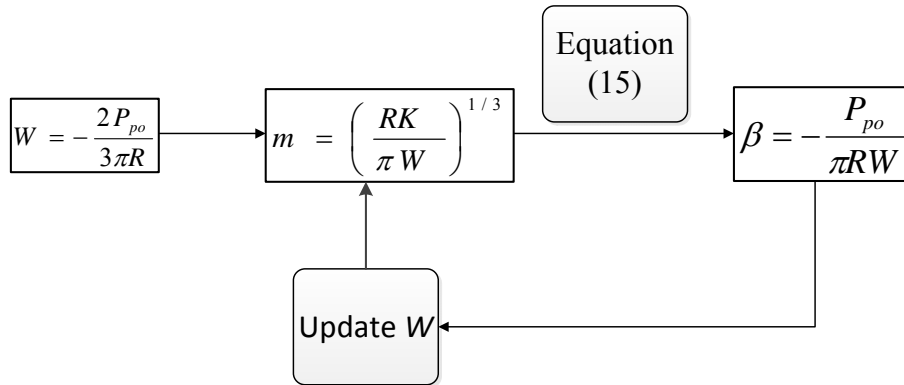 Equation
(15)
W = − 2P_po / 3πR
m = ( RK / πW )^1/3
β = − P_po / πRW
Update W